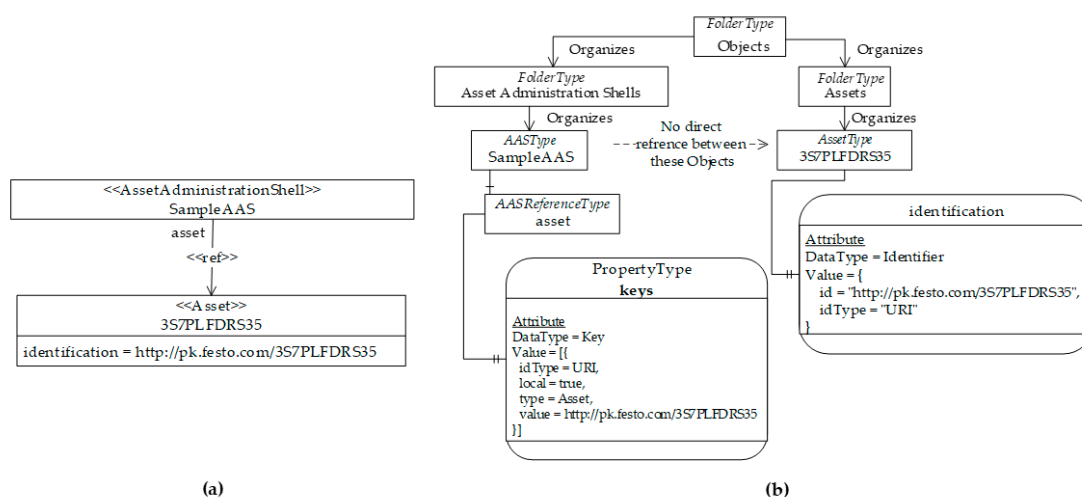 <<AssetAdministrationShell>>
SampleAAS
asset
<<ref>>
<<Asset>>
3S7PLFDRS35
identification = http://pk.festo.com/3S7PLFDRS35
(a)
FolderType
Objects
Organizes
Organizes
FolderType
Asset Administration Shells
FolderType
Assets
Organizes
Organizes
AASType
SampleAAS
No direct
refrence between
these Objects
AssetType
3S7PLFDRS35
AASReferenceType
asset
identification
Attribute
DataType = Identifier
Value = {
id = "http://pk.festo.com/3S7PLFDRS35",
idType = "URI"
}
PropertyType
keys
Attribute
DataType = Key
Value = [{
idType = URI,
local = true,
type = Asset,
value = http://pk.festo.com/3S7PLFDRS35
}]
(b)